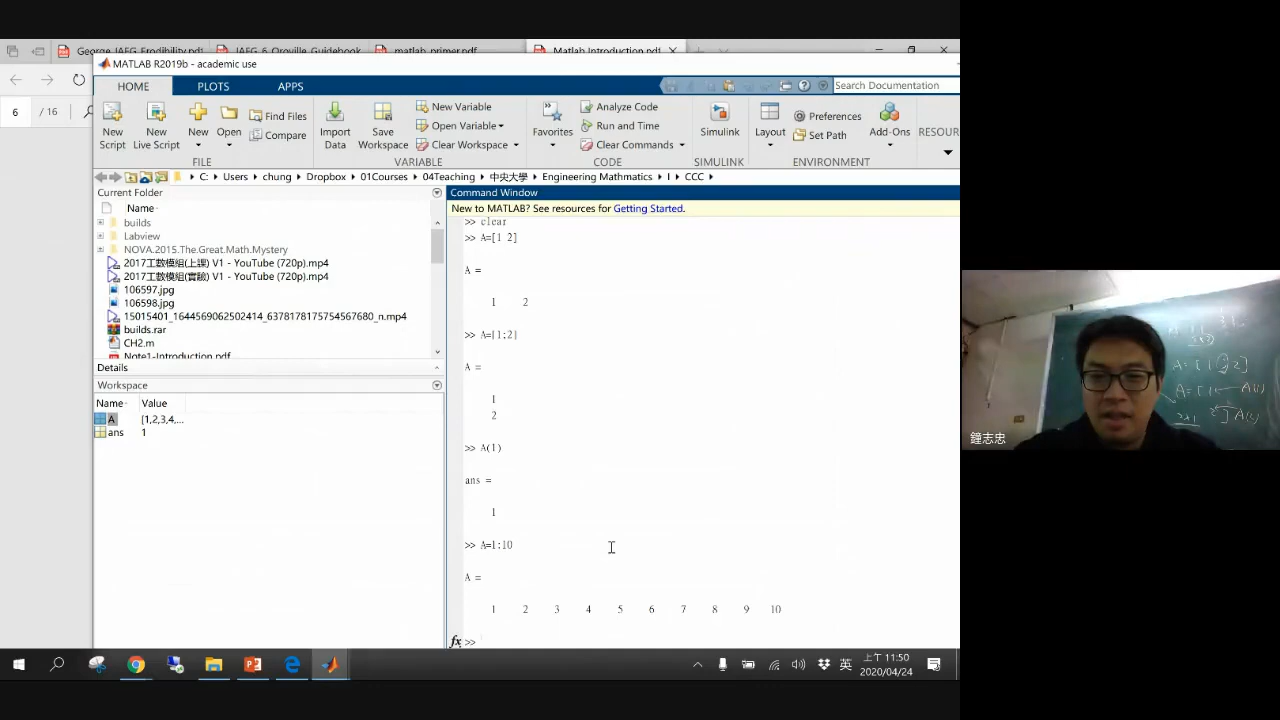 George_IAEG_Erodibility.pdf
IAEG_6_Oroville_Guidebook
matlab_primer.pdf
Matlab Introduction.pdf
MATLAB R2019b - academic use
HOME PLOTS APPS
Search Documentation
6 / 16
New Script
New Live Script
New
Open
Find Files
Compare
FILE
Import Data
Save Workspace
New Variable
Open Variable
Clear Workspace
VARIABLE
Favorites
Analyze Code
Run and Time
Clear Commands
CODE
Simulink
SIMULINK
Layout
Preferences
Set Path
Add-Ons
ENVIRONMENT
RESOUR
C: Users chung Dropbox 01Courses 04Teaching 中央大學 Engineering Mathmatics I CCC
Current Folder
Name
builds
Labview
NOVA.2015.The.Great.Math.Mystery
2017工數模組(上課) V1 - YouTube (720p).mp4
2017工數模組(實驗) V1 - YouTube (720p).mp4
106597.jpg
106598.jpg
15015401_1644569062502414_6378178175754567680_n.mp4
builds.rar
CH2.m
Note1-Introduction.pdf
Details
Workspace
Name Value
A [1,2,3,4,...
ans 1
Command Window
New to MATLAB? See resources for Getting Started.
>> clear
>> A=[1 2]
A =
1 2
>> A=[1;2]
A =
1
2
>> A(1)
ans =
1
>> A=1:10
A =
1 2 3 4 5 6 7 8 9 10
fx >>
鐘志忠
英
上午 11:50
2020/04/24